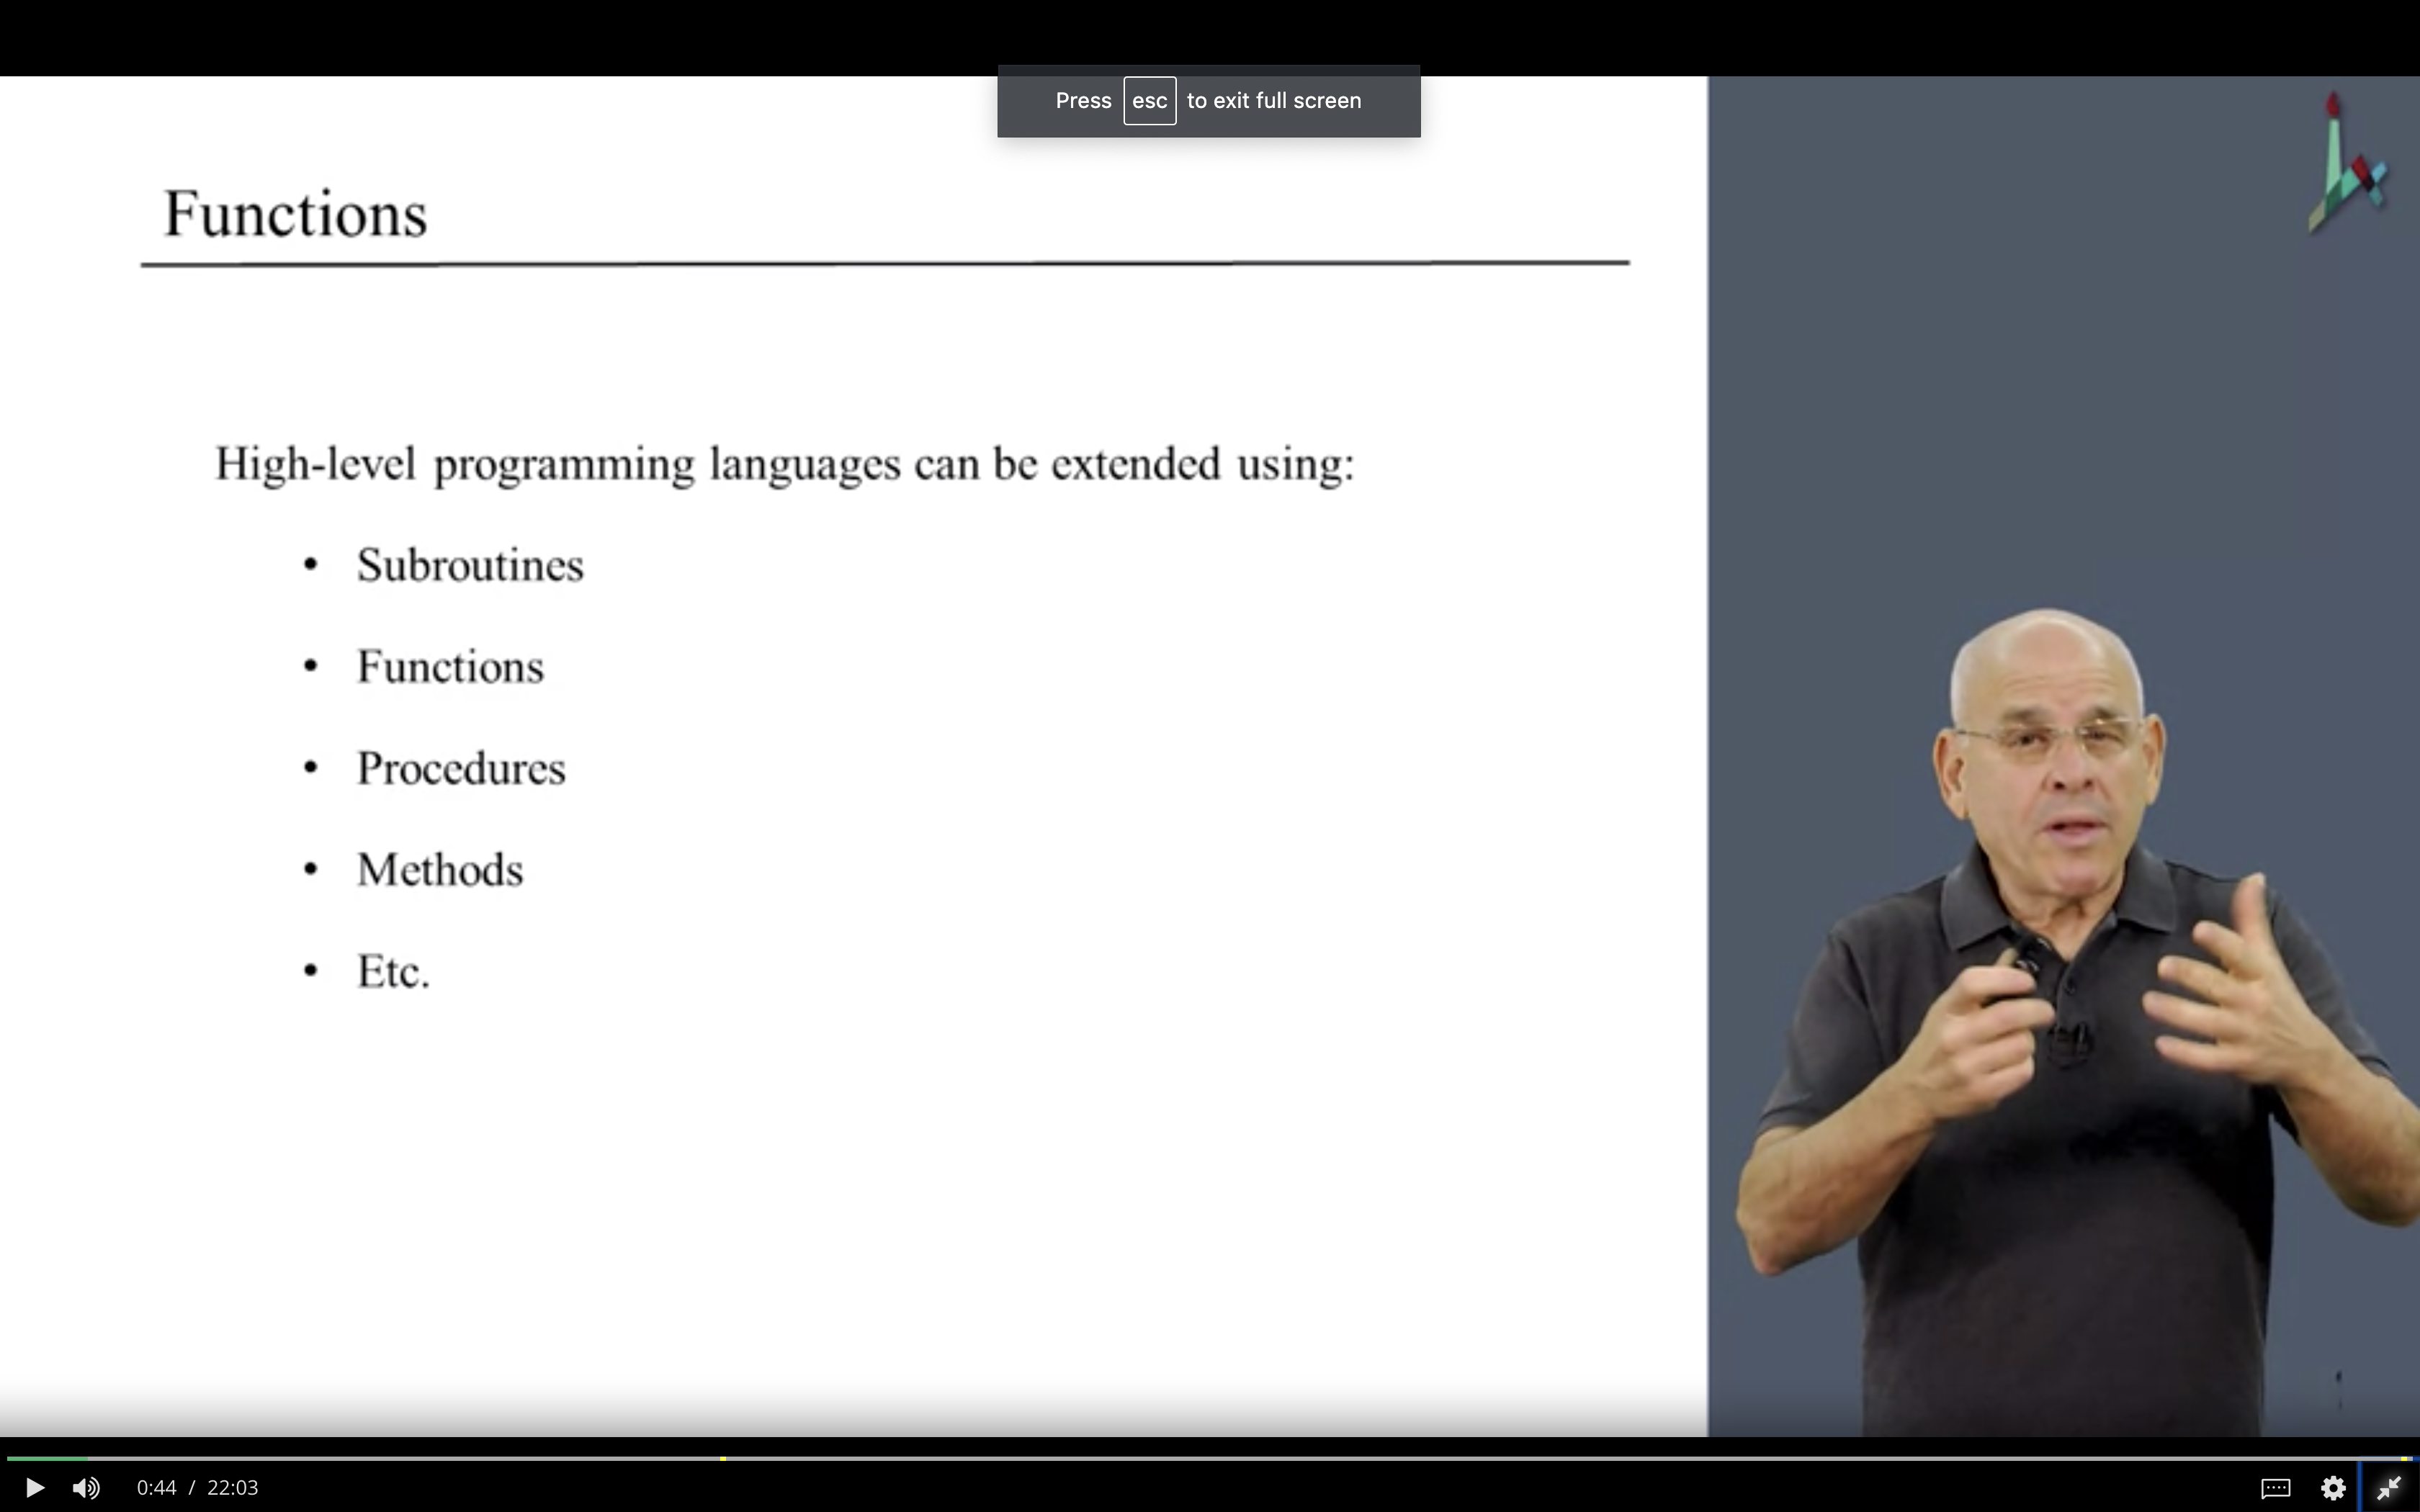 Press esc to exit full screen
Functions
High-level programming languages can be extended using:
• Subroutines
• Functions
• Procedures
• Methods
• Etc.
0:44 / 22:03